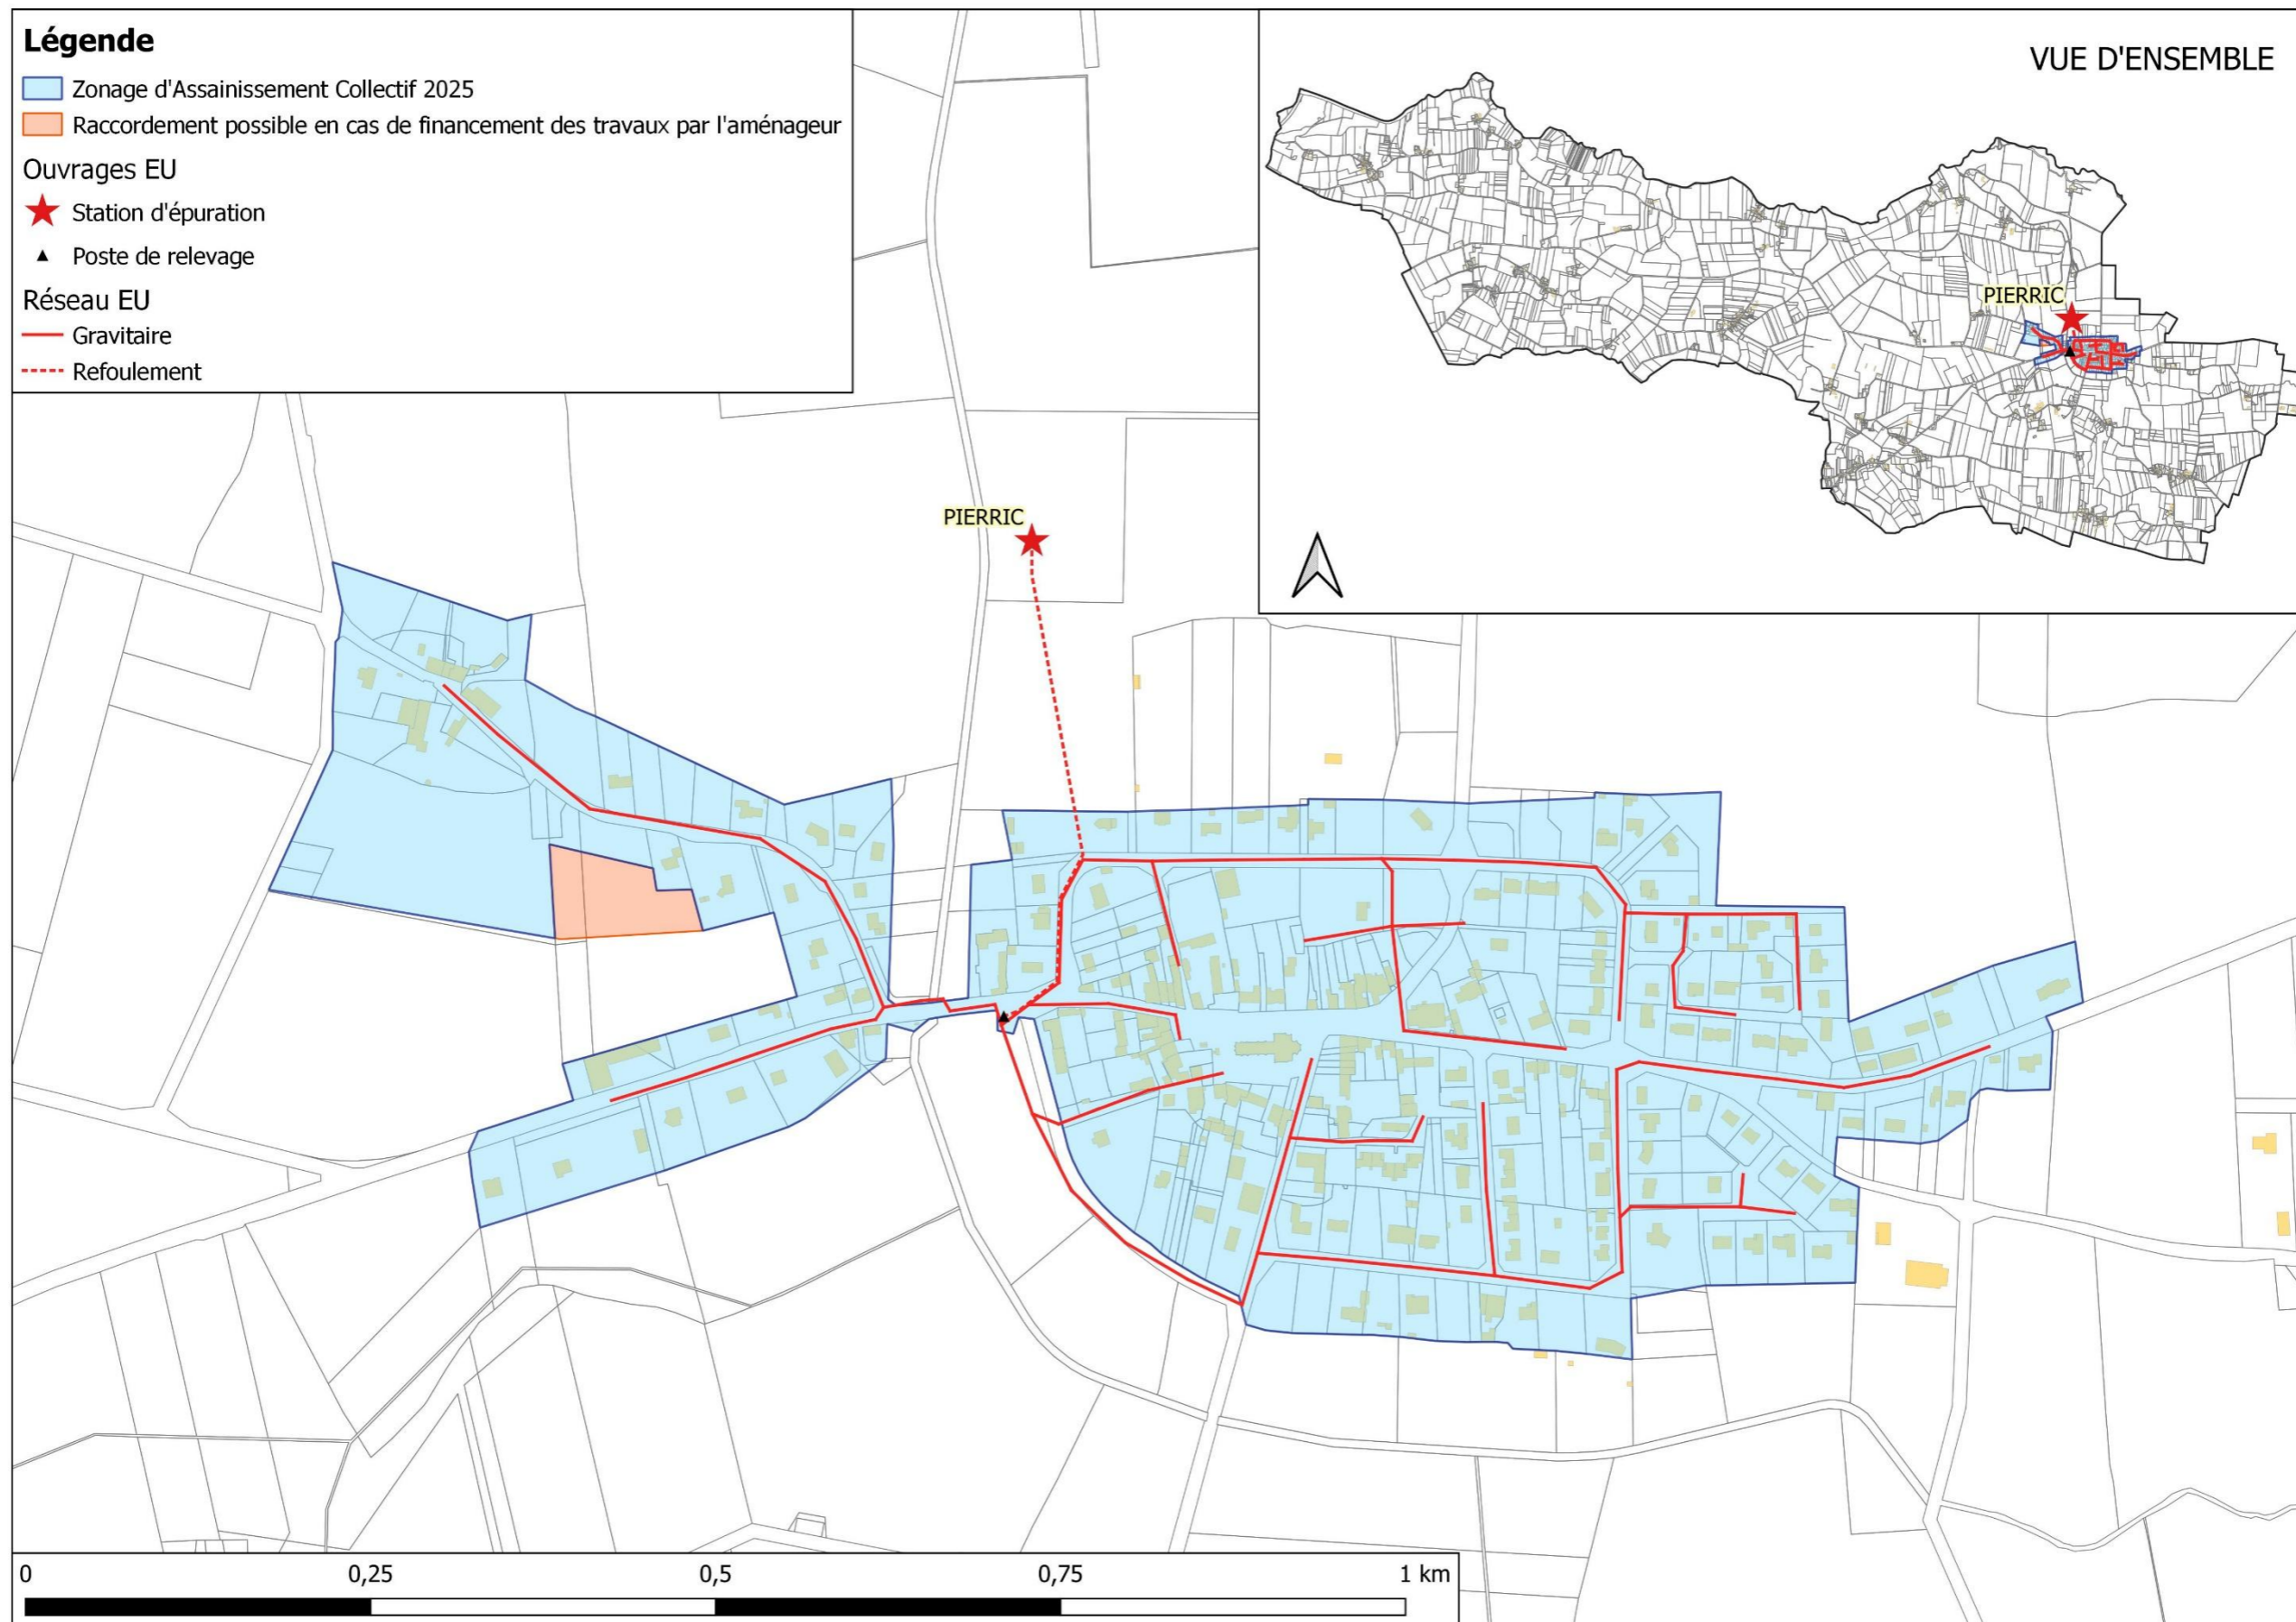 Légende
Zonage d'Assainissement Collectif 2025
Raccordement possible en cas de financement des travaux par l'aménageur
Ouvrages EU
Station d'épuration
Poste de relevage
Réseau EU
Gravitaire
Refoulement
VUE D'ENSEMBLE
PIERRIC
PIERRIC
0 0,25 0,5 0,75 1 km